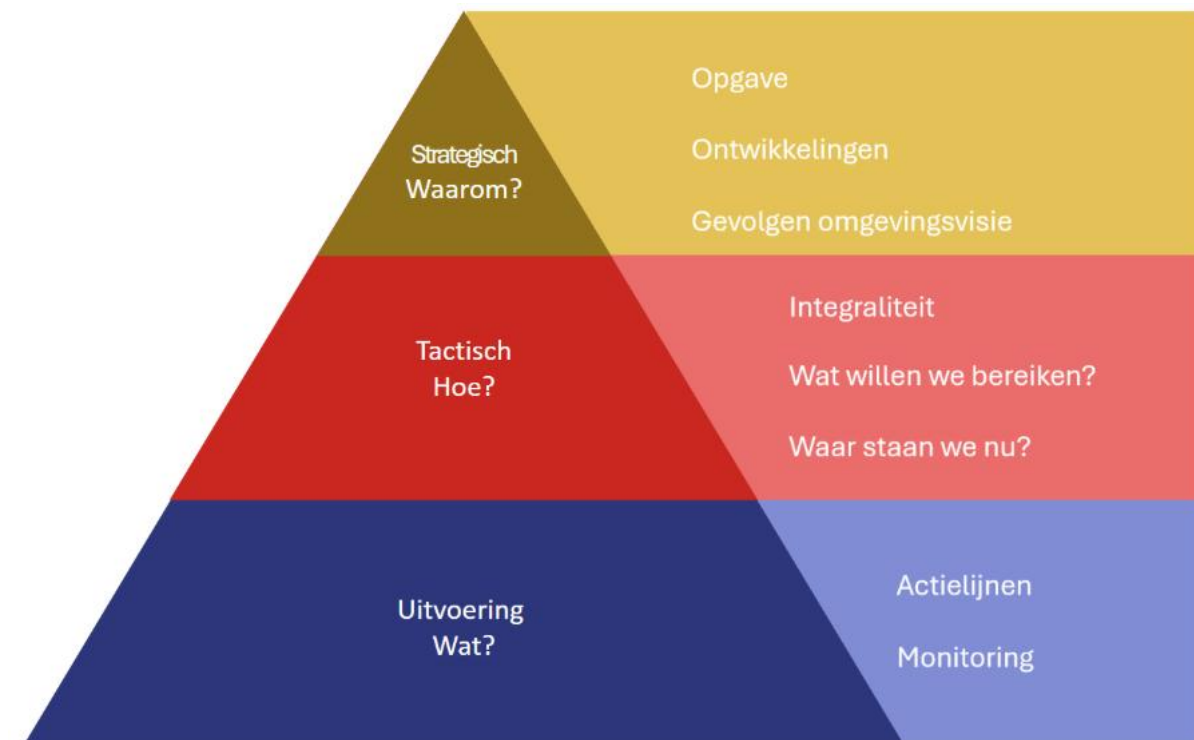 Strategisch
Waarom?
Opgave
Ontwikkelingen
Gevolgen omgevingsvisie
Tactisch
Hoe?
Integraliteit
Wat willen we bereiken?
Waar staan we nu?
Uitvoering
Wat?
Actielijnen
Monitoring